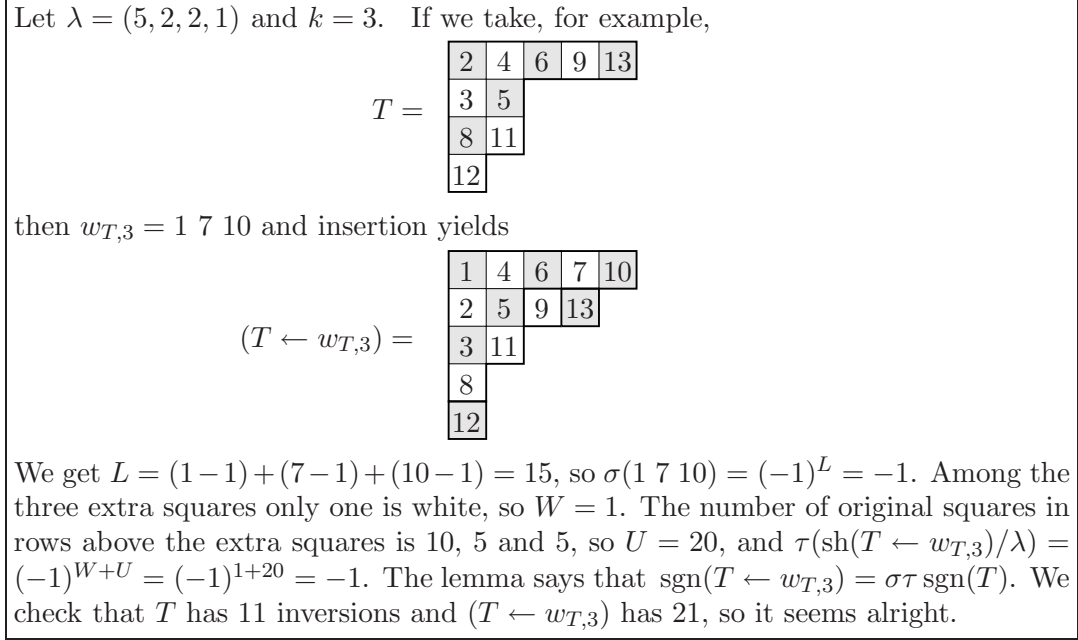 Let λ = (5, 2, 2, 1) and k = 3. If we take, for example,
2 4 6 9 13
3 5
T =
8 11
12
then w_{T,3} = 1 7 10 and insertion yields
1 4 6 7 10
2 5 9 13
(T ← w_{T,3}) =
3 11
8
12
We get L = (1−1)+(7−1)+(10−1) = 15, so σ(1 7 10) = (−1)^L = −1. Among the
three extra squares only one is white, so W = 1. The number of original squares in
rows above the extra squares is 10, 5 and 5, so U = 20, and τ(sh(T ← w_{T,3})/λ) =
(−1)^{W+U} = (−1)^{1+20} = −1. The lemma says that sgn(T ← w_{T,3}) = στ sgn(T). We
check that T has 11 inversions and (T ← w_{T,3}) has 21, so it seems alright.